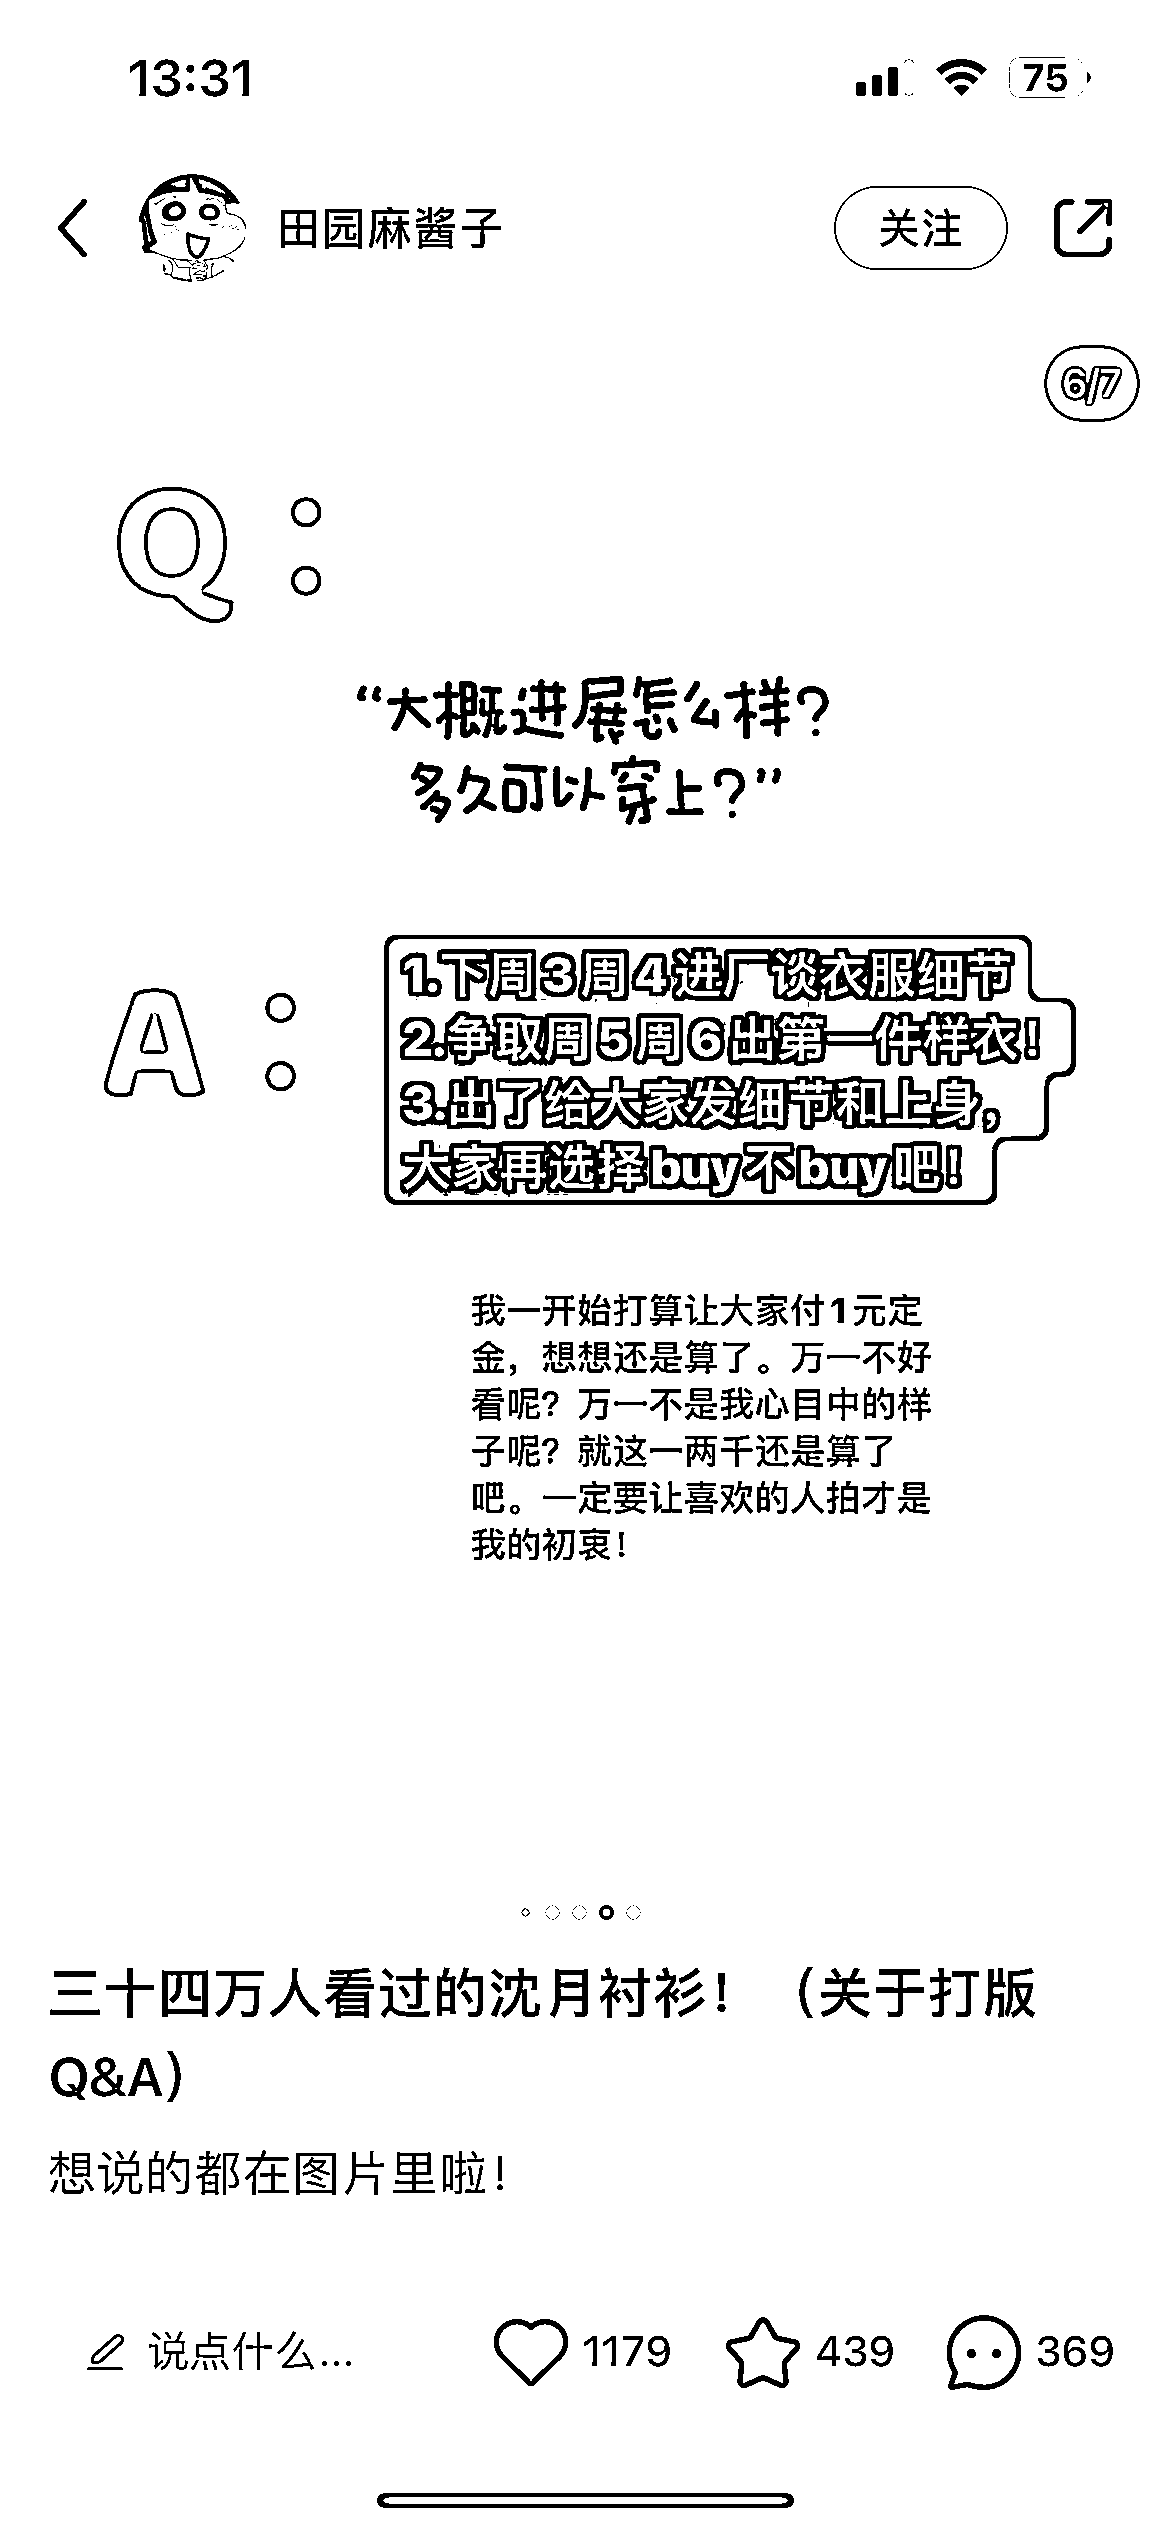 13:31
75
田园麻酱子
关注
6/7
Q：
“大概进展怎么样?
多久可以穿上?”
A：
1.下周3周4进厂谈衣服细节
2.争取周5周6出第一件样衣!
3.出了给大家发细节和上身,
大家再选择buy不buy吧!
我一开始打算让大家付1元定
金，想想还是算了。万一不好
看呢？万一不是我心目中的样
子呢？就这一两千还是算了
吧。一定要让喜欢的人拍才是
我的初衷！
三十四万人看过的沈月衬衫！（关于打版
Q&A）
想说的都在图片里啦！
说点什么...
1179
439
369